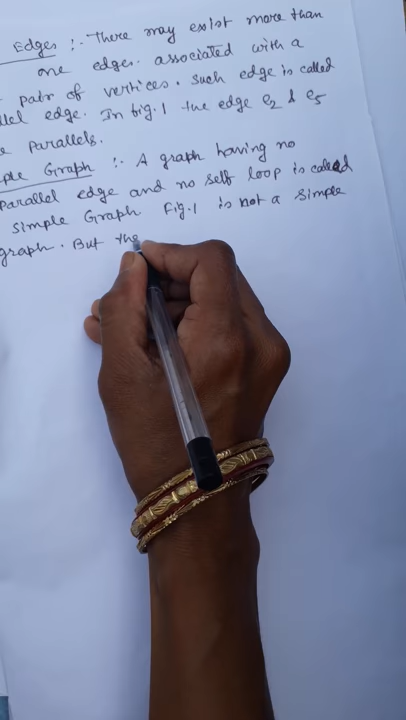 Edges :- There may exist more than
one edges. associated with a
pair of vertices. Such edge is called
llel edge. In fig.1 the edge e2 & e5
e parallels.
ple Graph :- A graph having no
parallel edge and no self loop is called
simple Graph Fig.1 is not a simple
graph. But the